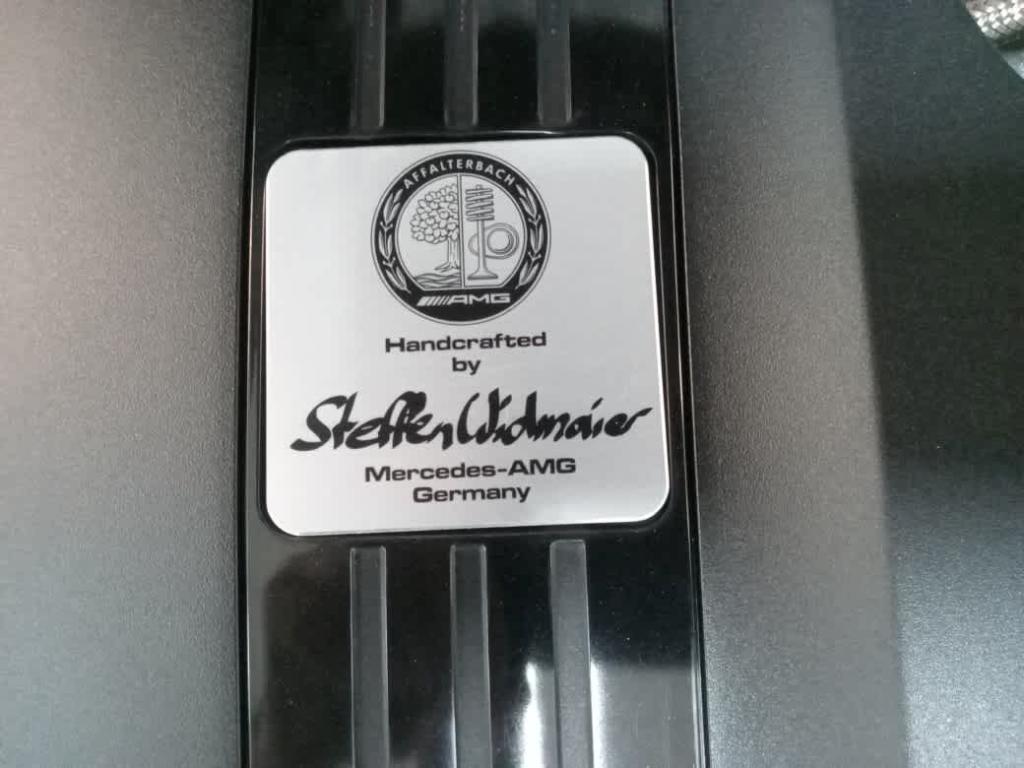 AFFALTERBACH
AMG
Handcrafted
by
Steffen Widmaier
Mercedes-AMG
Germany